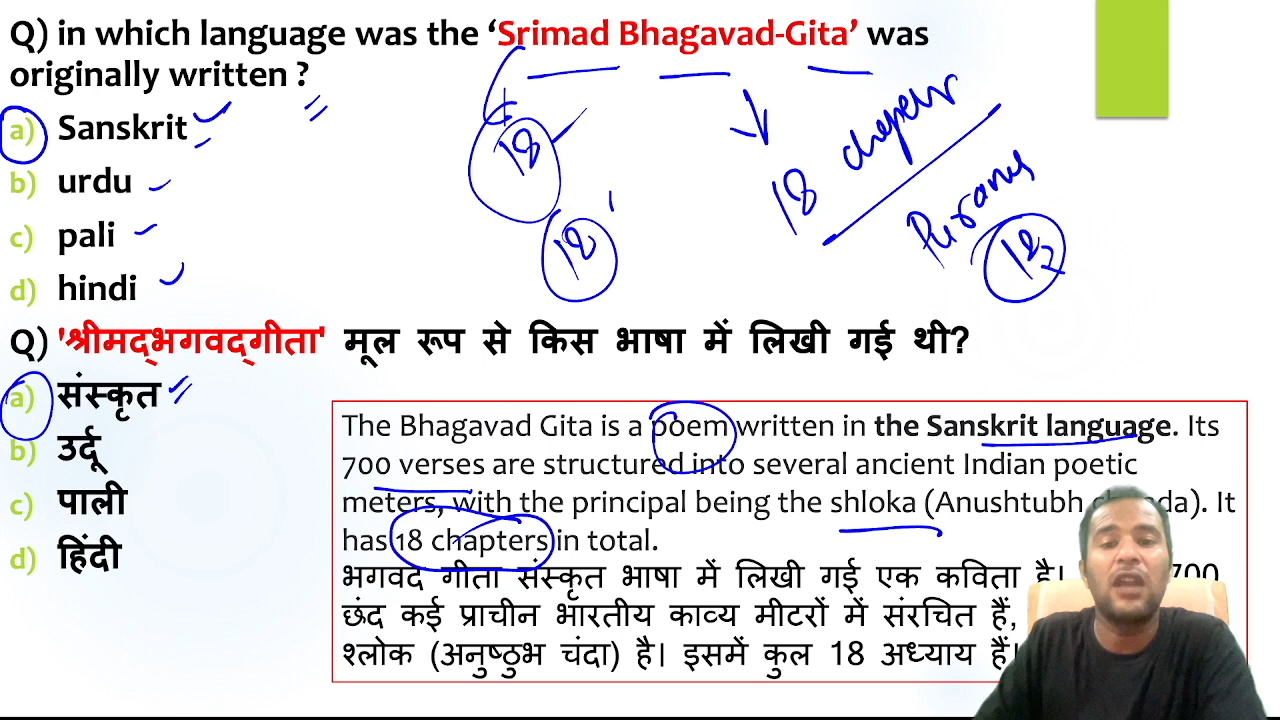 Q) in which language was the ‘Srimad Bhagavad-Gita’ was
originally written ?
a) Sanskrit
b) urdu
c) pali
d) hindi
18
18
18
18
Q) 'श्रीमद्भगवद्गीता' मूल रूप से किस भाषा में लिखी गई थी?
a) संस्कृत
b) उर्दू
c) पाली
d) हिंदी
The Bhagavad Gita is a poem written in the Sanskrit language. Its
700 verses are structured into several ancient Indian poetic
meters, with the principal being the shloka (Anushtubh It
has 18 chapters in total.
भगवद गीता संस्कृत भाषा में लिखी गई एक कविता है। 700
छंद कई प्राचीन भारतीय काव्य मीटरों में संरचित हैं,
श्लोक (अनुष्ठुभ चंदा) है। इसमें कुल 18 अध्याय हैं।